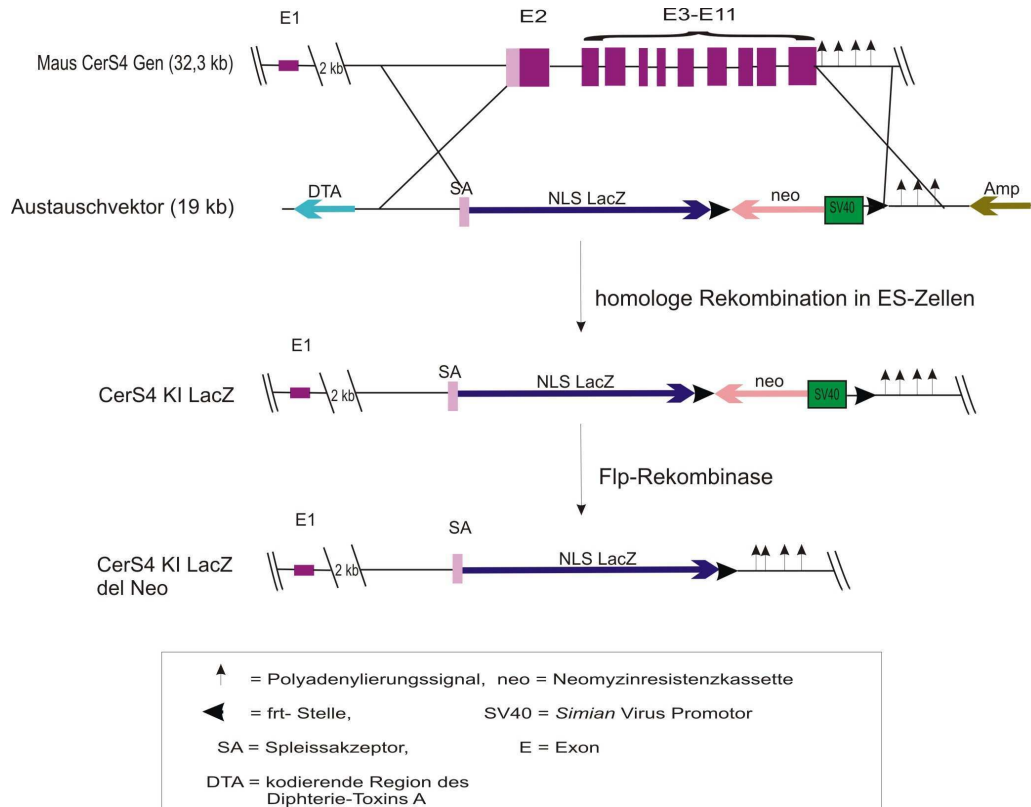 E1
E2
E3-E11
Maus CerS4 Gen (32,3 kb)
2 kb
Austauschvektor (19 kb)
DTA
SA
NLS LacZ
neo
SV40
Amp
homologe Rekombination in ES-Zellen
E1
CerS4 KI LacZ
2 kb
SA
NLS LacZ
neo
SV40
Flp-Rekombinase
E1
CerS4 KI LacZ
del Neo
2 kb
SA
NLS LacZ
= Polyadenylierungssignal, neo = Neomyzinresistenzkassette
= frt- Stelle, SV40 = Simian Virus Promotor
SA = Spleissakzeptor, E = Exon
DTA = kodierende Region des
Diphterie-Toxins A